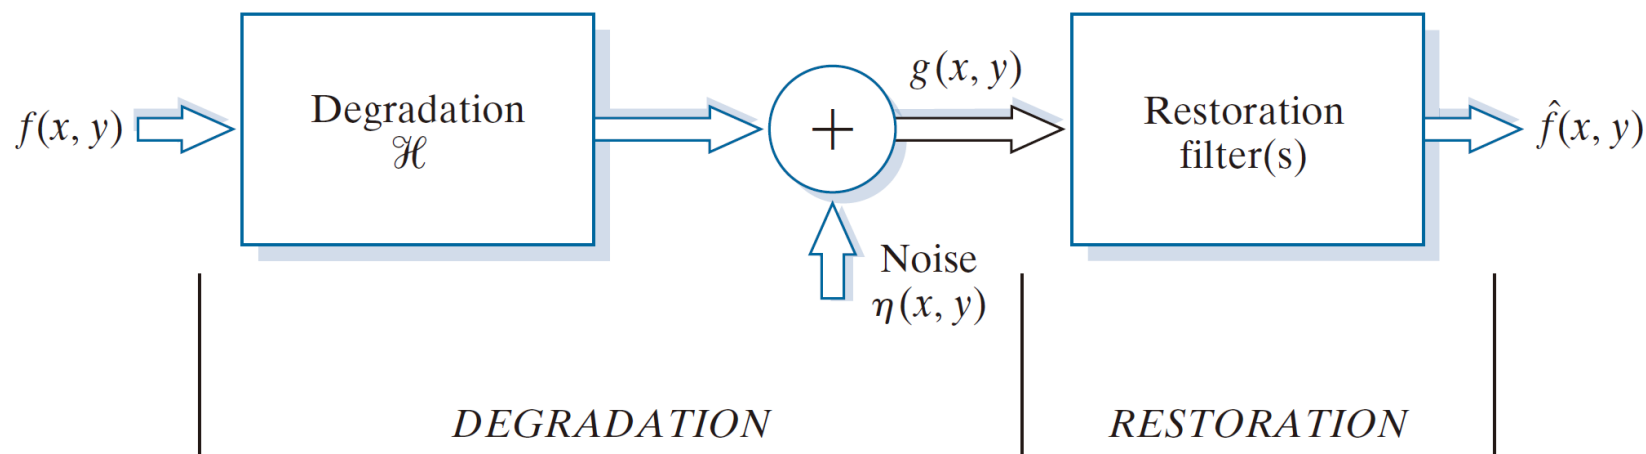 f(x, y)
Degradation
ℋ
+
g(x, y)
Noise
η(x, y)
Restoration
filter(s)
f̂(x, y)
DEGRADATION
RESTORATION